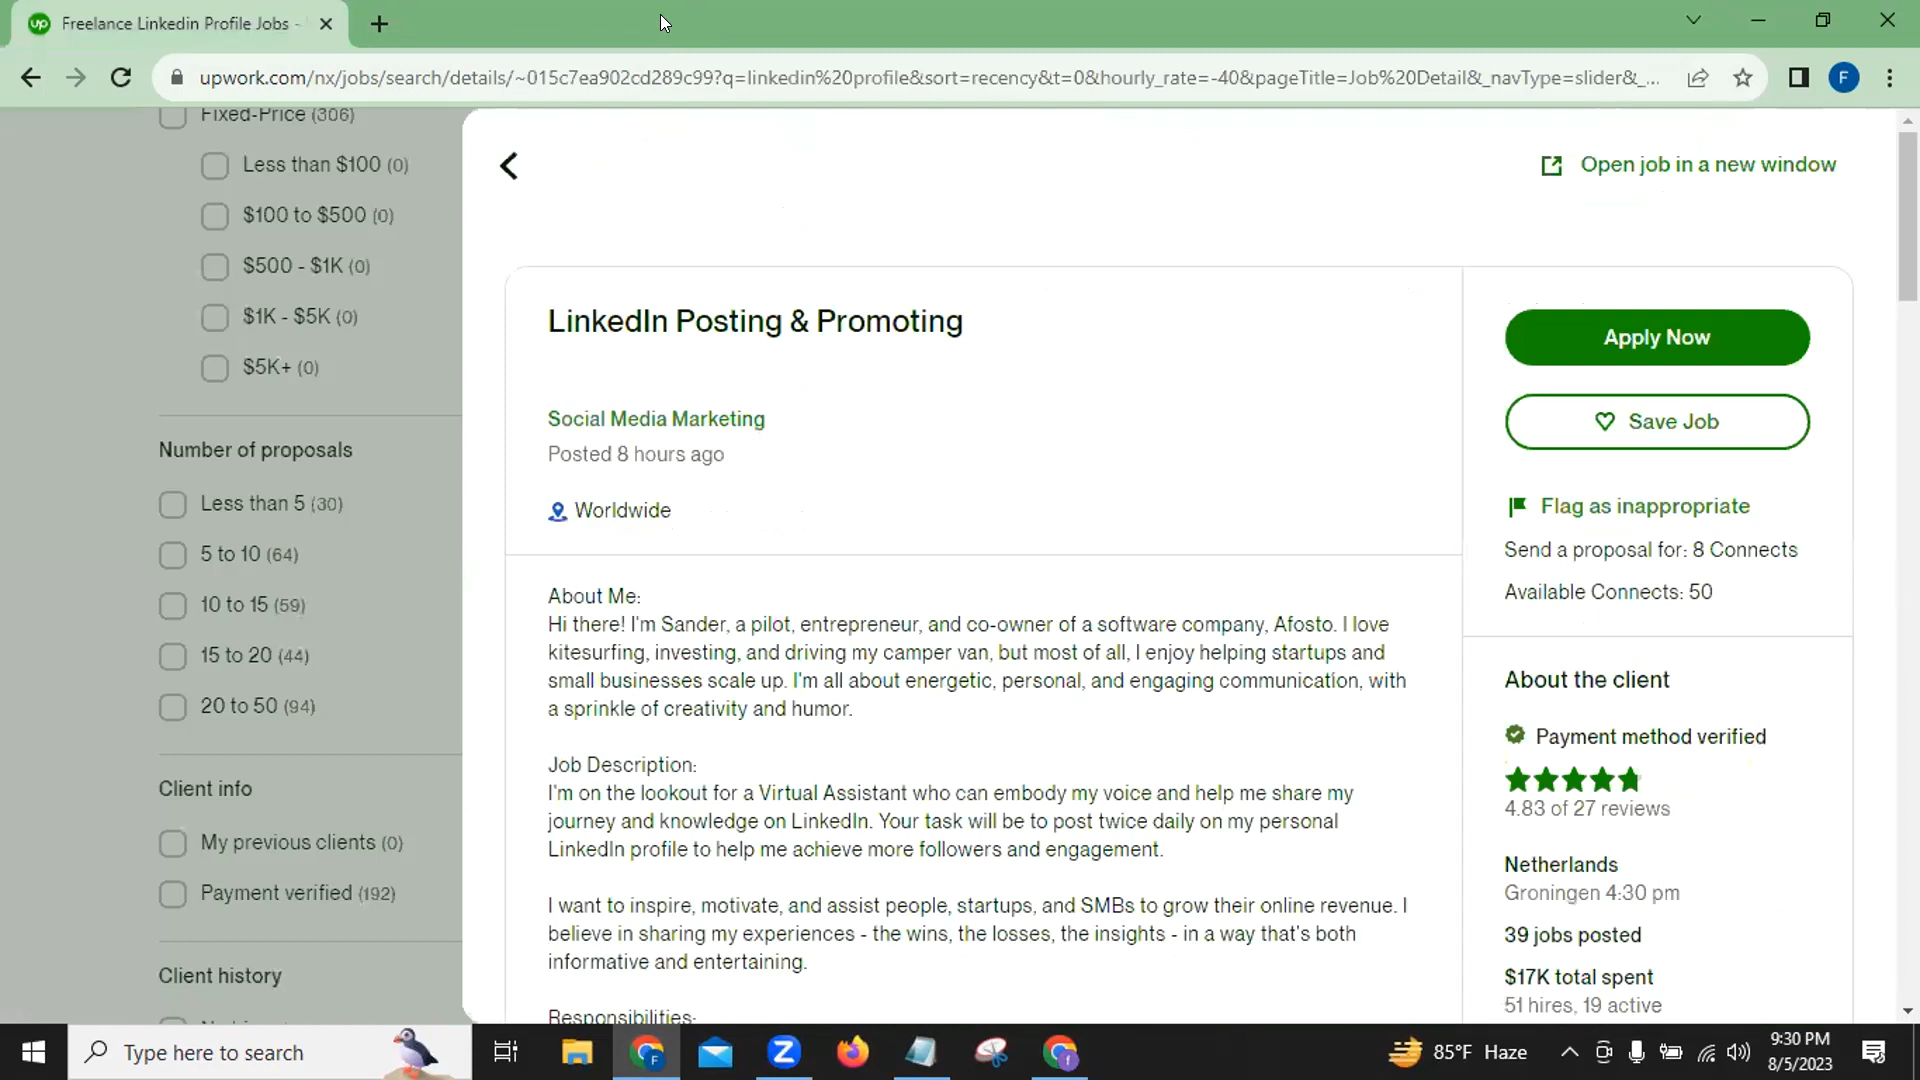 Freelance Linkedin Profile Jobs -
upwork.com/nx/jobs/search/details/~015c7ea902cd289c99?q=linkedin%20profile&sort=recency&t=0&hourly_rate=-40&pageTitle=Job%20Detail&_navType=slider&_...
F
Fixed-Price (306)
Less than $100 (0)
$100 to $500 (0)
$500 - $1K (0)
$1K - $5K (0)
$5K+ (0)
Number of proposals
Less than 5 (30)
5 to 10 (64)
10 to 15 (59)
15 to 20 (44)
20 to 50 (94)
Client info
My previous clients (0)
Payment verified (192)
Client history
Open job in a new window
LinkedIn Posting & Promoting
Social Media Marketing
Posted 8 hours ago
Worldwide
About Me:
Hi there! I'm Sander, a pilot, entrepreneur, and co-owner of a software company, Afosto. I love
kitesurfing, investing, and driving my camper van, but most of all, I enjoy helping startups and
small businesses scale up. I'm all about energetic, personal, and engaging communication, with
a sprinkle of creativity and humor.
Job Description:
I'm on the lookout for a Virtual Assistant who can embody my voice and help me share my
journey and knowledge on LinkedIn. Your task will be to post twice daily on my personal
LinkedIn profile to help me achieve more followers and engagement.
I want to inspire, motivate, and assist people, startups, and SMBs to grow their online revenue. I
believe in sharing my experiences - the wins, the losses, the insights - in a way that's both
informative and entertaining.
Responsibilities:
Apply Now
Save Job
Flag as inappropriate
Send a proposal for: 8 Connects
Available Connects: 50
About the client
Payment method verified
4.83 of 27 reviews
Netherlands
Groningen 4:30 pm
39 jobs posted
$17K total spent
51 hires, 19 active
Type here to search
85°F Haze
9:30 PM
8/5/2023